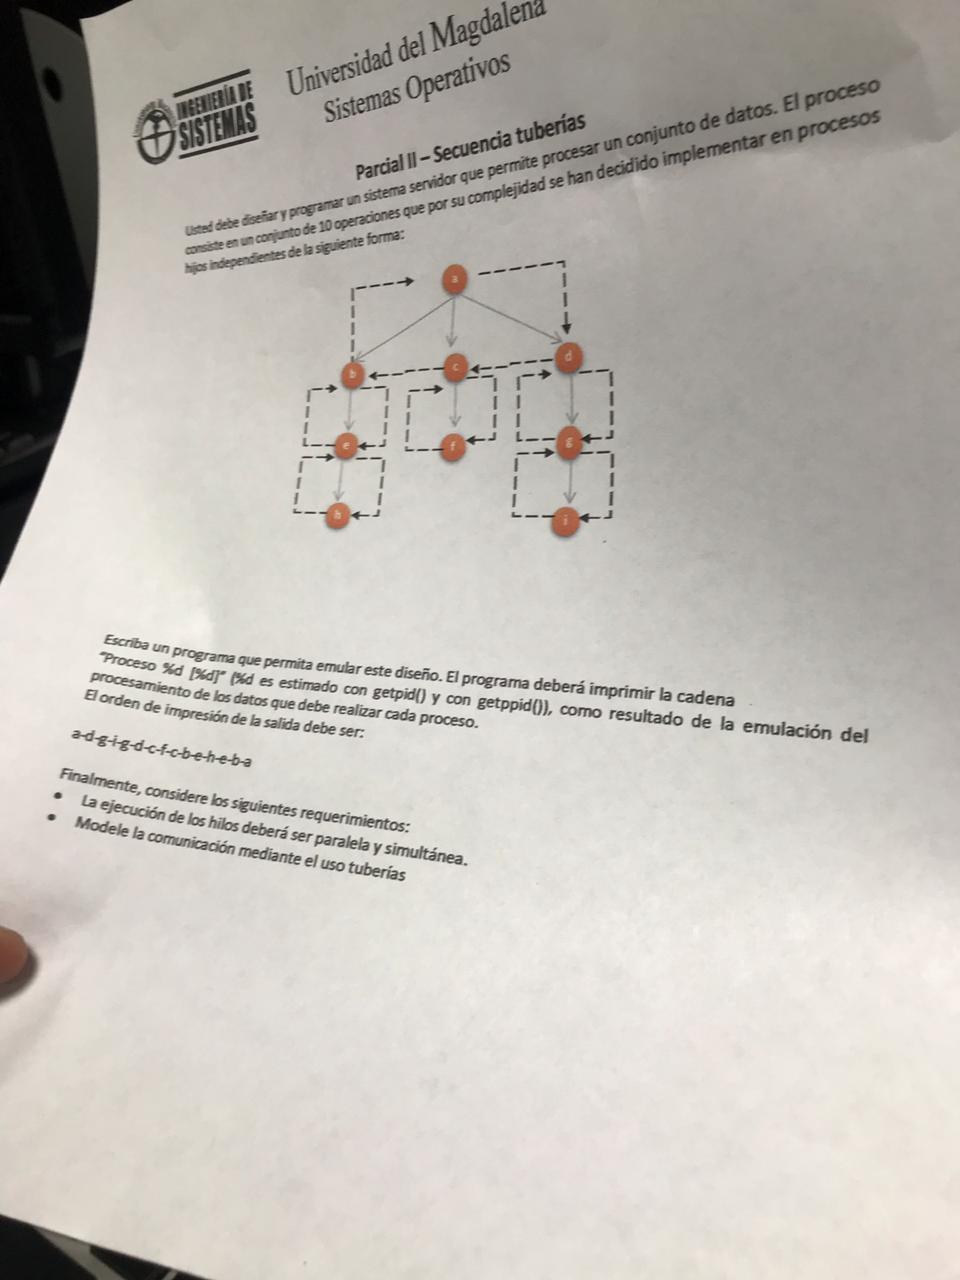 INGENIERÍA DE
SISTEMAS
Universidad del Magdalena
Sistemas Operativos
Parcial II – Secuencia tuberías
Usted debe diseñar y programar un sistema servidor que permite procesar un conjunto de datos. El proceso
consiste en un conjunto de 10 operaciones que por su complejidad se han decidido implementar en procesos
hijos independientes de la siguiente forma:
a
b c d
e f g
h i
Escriba un programa que permita emular este diseño. El programa deberá imprimir la cadena
"Proceso %d [%d]" (%d es estimado con getpid() y con getppid()), como resultado de la emulación del
procesamiento de los datos que debe realizar cada proceso.
El orden de impresión de la salida debe ser:
a-d-g-i-g-d-c-f-c-b-e-h-e-b-a
Finalmente, considere los siguientes requerimientos:
• La ejecución de los hilos deberá ser paralela y simultánea.
• Modele la comunicación mediante el uso tuberías